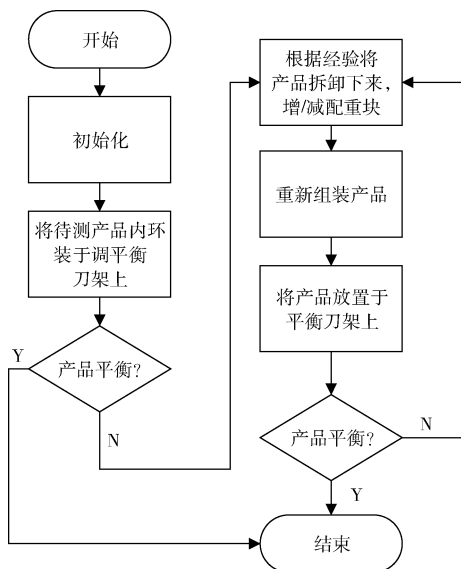 开始
初始化
将待测产品内环
装于调平衡
刀架上
产品平衡?
Y
N
根据经验将
产品拆卸下来,
增/减配重块
重新组装产品
将产品放置于
平衡刀架上
产品平衡?
N
Y
结束